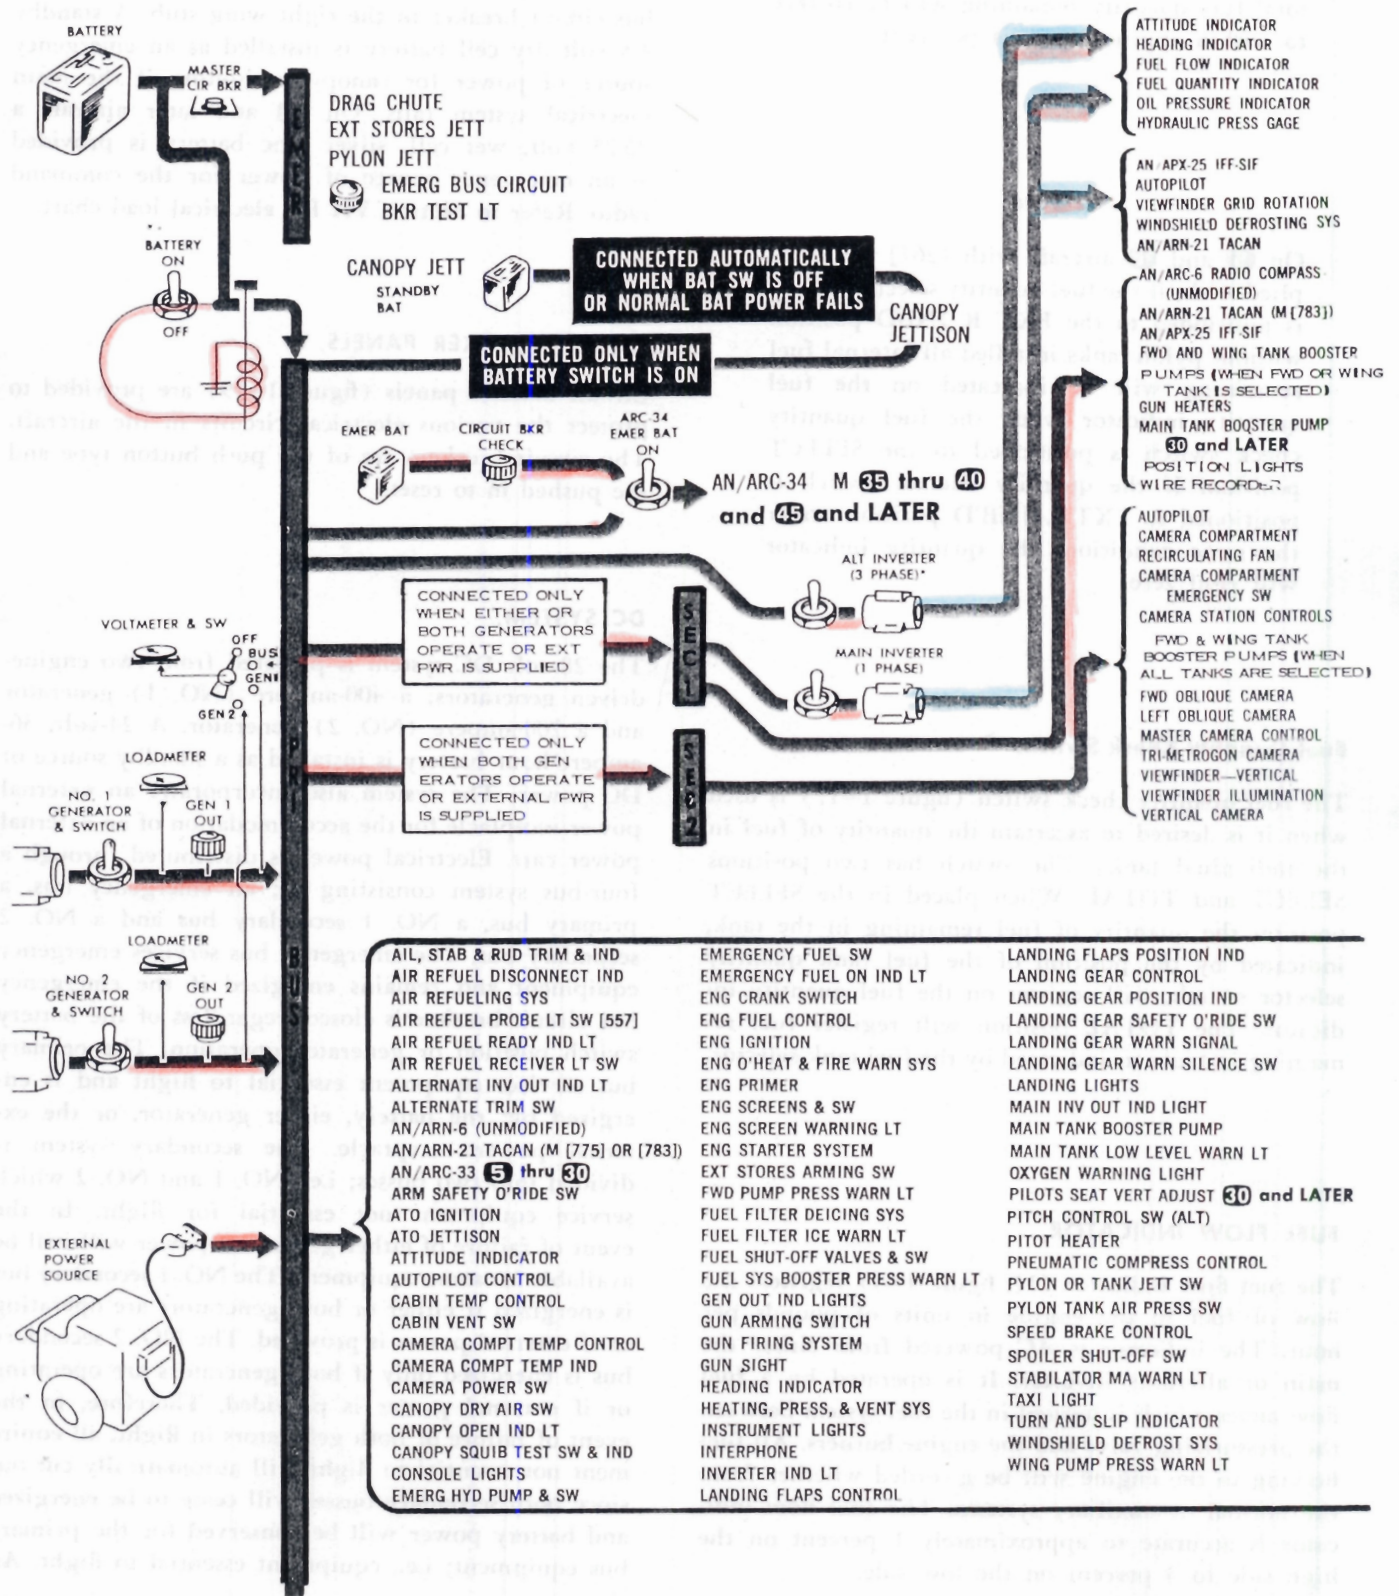 BATTERY
MASTER
CIR BKR
EMERGENCY
DRAG CHUTE
EXT STORES JETT
PYLON JETT
EMERG BUS CIRCUIT
BKR TEST LT
BATTERY
ON
OFF
CANOPY JETT
STANDBY
BAT
CONNECTED AUTOMATICALLY
WHEN BAT SW IS OFF
OR NORMAL BAT POWER FAILS
CANOPY
JETTISON
CONNECTED ONLY WHEN
BATTERY SWITCH IS ON
EMER BAT
CIRCUIT BKR
CHECK
ARC-34
EMER BAT
ON
AN/ARC-34 M 35 thru 40
and 45 and LATER
ALT INVERTER
(3 PHASE)*
MAIN INVERTER
(1 PHASE)
CONNECTED ONLY
WHEN EITHER OR
BOTH GENERATORS
OPERATE OR EXT
PWR IS SUPPLIED
SEC 1
CONNECTED ONLY
WHEN BOTH GEN
ERATORS OPERATE
OR EXTERNAL PWR
IS SUPPLIED
SEC 2
VOLTMETER & SW
OFF
BUS
GEN 1
GEN 2
LOADMETER
NO. 1
GENERATOR
& SWITCH
GEN 1
OUT
LOADMETER
NO. 2
GENERATOR
& SWITCH
GEN 2
OUT
EXTERNAL
POWER
SOURCE
PRIMARY
ATTITUDE INDICATOR
HEADING INDICATOR
FUEL FLOW INDICATOR
FUEL QUANTITY INDICATOR
OIL PRESSURE INDICATOR
HYDRAULIC PRESS GAGE
AN/APX-25 IFF-SIF
AUTOPILOT
VIEWFINDER GRID ROTATION
WINDSHIELD DEFROSTING SYS
AN/ARN-21 TACAN
AN/ARC-6 RADIO COMPASS
(UNMODIFIED)
AN/ARN-21 TACAN (M [783])
AN/APX-25 IFF-SIF
FWD AND WING TANK BOOSTER
PUMPS (WHEN FWD OR WING
TANK IS SELECTED)
GUN HEATERS
MAIN TANK BOOSTER PUMP
30 and LATER
POSITION LIGHTS
WIRE RECORDER
AUTOPILOT
CAMERA COMPARTMENT
RECIRCULATING FAN
CAMERA COMPARTMENT
EMERGENCY SW
CAMERA STATION CONTROLS
FWD & WING TANK
BOOSTER PUMPS (WHEN
ALL TANKS ARE SELECTED)
FWD OBLIQUE CAMERA
LEFT OBLIQUE CAMERA
MASTER CAMERA CONTROL
TRI-METROGON CAMERA
VIEWFINDER—VERTICAL
VIEWFINDER ILLUMINATION
VERTICAL CAMERA
AIL, STAB & RUD TRIM & IND
AIR REFUEL DISCONNECT IND
AIR REFUELING SYS
AIR REFUEL PROBE LT SW [557]
AIR REFUEL READY IND LT
AIR REFUEL RECEIVER LT SW
ALTERNATE INV OUT IND LT
ALTERNATE TRIM SW
AN/ARN-6 (UNMODIFIED)
AN/ARN-21 TACAN (M [775] OR [783])
AN/ARC-33 5 thru 30
ARM SAFETY O'RIDE SW
ATO IGNITION
ATO JETTISON
ATTITUDE INDICATOR
AUTOPILOT CONTROL
CABIN TEMP CONTROL
CABIN VENT SW
CAMERA COMPT TEMP CONTROL
CAMERA COMPT TEMP IND
CAMERA POWER SW
CANOPY DRY AIR SW
CANOPY OPEN IND LT
CANOPY SQUIB TEST SW & IND
CONSOLE LIGHTS
EMERG HYD PUMP & SW
EMERGENCY FUEL SW
EMERGENCY FUEL ON IND LT
ENG CRANK SWITCH
ENG FUEL CONTROL
ENG IGNITION
ENG O'HEAT & FIRE WARN SYS
ENG PRIMER
ENG SCREENS & SW
ENG SCREEN WARNING LT
ENG STARTER SYSTEM
EXT STORES ARMING SW
FWD PUMP PRESS WARN LT
FUEL FILTER DEICING SYS
FUEL FILTER ICE WARN LT
FUEL SHUT-OFF VALVES & SW
FUEL SYS BOOSTER PRESS WARN LT
GEN OUT IND LIGHTS
GUN ARMING SWITCH
GUN FIRING SYSTEM
GUN SIGHT
HEADING INDICATOR
HEATING, PRESS, & VENT SYS
INSTRUMENT LIGHTS
INTERPHONE
INVERTER IND LT
LANDING FLAPS CONTROL
LANDING FLAPS POSITION IND
LANDING GEAR CONTROL
LANDING GEAR POSITION IND
LANDING GEAR SAFETY O'RIDE SW
LANDING GEAR WARN SIGNAL
LANDING GEAR WARN SILENCE SW
LANDING LIGHTS
MAIN INV OUT IND LIGHT
MAIN TANK BOOSTER PUMP
MAIN TANK LOW LEVEL WARN LT
OXYGEN WARNING LIGHT
PILOTS SEAT VERT ADJUST 30 and LATER
PITCH CONTROL SW (ALT)
PITOT HEATER
PNEUMATIC COMPRESS CONTROL
PYLON OR TANK JETT SW
PYLON TANK AIR PRESS SW
SPEED BRAKE CONTROL
SPOILER SHUT-OFF SW
STABILATOR MA WARN LT
TAXI LIGHT
TURN AND SLIP INDICATOR
WINDSHIELD DEFROST SYS
WING PUMP PRESS WARN LT